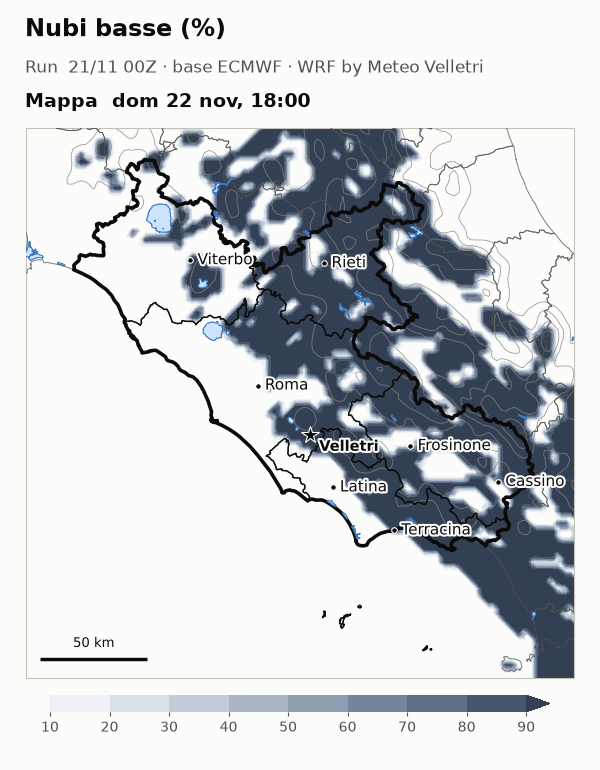 Nubi basse (%)
Run  21/11 00Z · base ECMWF · WRF by Meteo Velletri
Mappa  dom 22 nov, 18:00
Viterbo
Rieti
Roma
Velletri
Frosinone
Cassino
Latina
Terracina
50 km
10 20 30 40 50 60 70 80 90